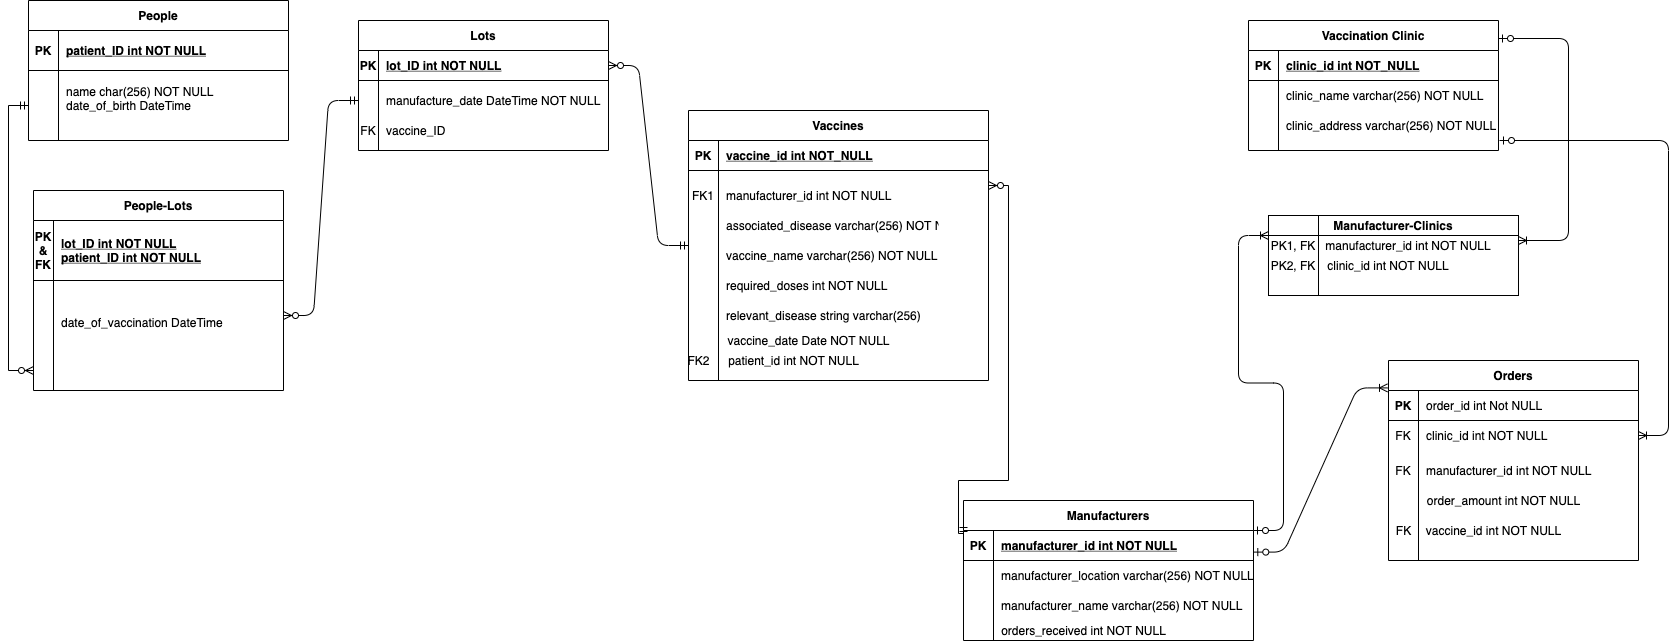 People
PK patient_ID int NOT NULL
name char(256) NOT NULL
date_of_birth DateTime
People-Lots
PK
&
FK
lot_ID int NOT NULL
patient_ID int NOT NULL
date_of_vaccination DateTime
Lots
PK lot_ID int NOT NULL
manufacture_date DateTime NOT NULL
FK vaccine_ID
Vaccines
PK vaccine_id int NOT_NULL
FK1 manufacturer_id int NOT NULL
associated_disease varchar(256) NOT
vaccine_name varchar(256) NOT NULL
required_doses int NOT NULL
relevant_disease string varchar(256)
vaccine_date Date NOT NULL
FK2 patient_id int NOT NULL
Manufacturers
PK manufacturer_id int NOT NULL
manufacturer_location varchar(256) NOT NULL
manufacturer_name varchar(256) NOT NULL
orders_received int NOT NULL
Vaccination Clinic
PK clinic_id int NOT_NULL
clinic_name varchar(256) NOT NULL
clinic_address varchar(256) NOT NULL
Manufacturer-Clinics
PK1, FK manufacturer_id int NOT NULL
PK2, FK clinic_id int NOT NULL
Orders
PK order_id int Not NULL
FK clinic_id int NOT NULL
FK manufacturer_id int NOT NULL
order_amount int NOT NULL
FK vaccine_id int NOT NULL